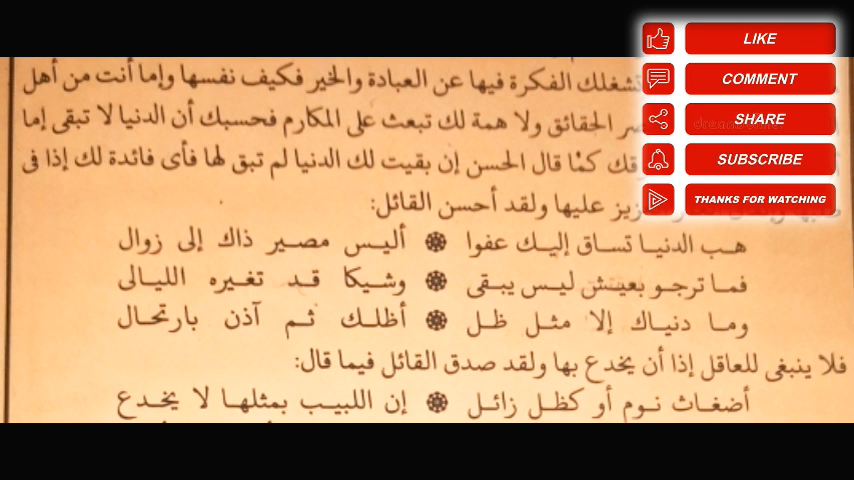 تشغلك الفكرة فيها عن العبادة والخير فكيف نفسها وإما أنت من أهل
الحقائق ولا همة لك تبعث على المكارم فحسبك أن الدنيا لا تبقى إما
كما قال الحسن إن بقيت لك الدنيا لم تبق لها فأى فائدة لك إذا فى
عليها ولقد أحسن القائل:
هب الدنيا تساق إليك عفوا ۞ أليس مصير ذاك إلى زوال
فما ترجو بعيش ليس يبقى ۞ وشيكا قد تغيره الليالى
وما دنياك إلا مثل ظل ۞ أظلك ثم آذن بارتحال
فلا ينبغى للعاقل إذا أن يخدع بها ولقد صدق القائل فيما قال:
أضغاث نوم أو كظل زائل ۞ إن اللبيب بمثلها لا يخدع
LIKE
COMMENT
SHARE
SUBSCRIBE
THANKS FOR WATCHING